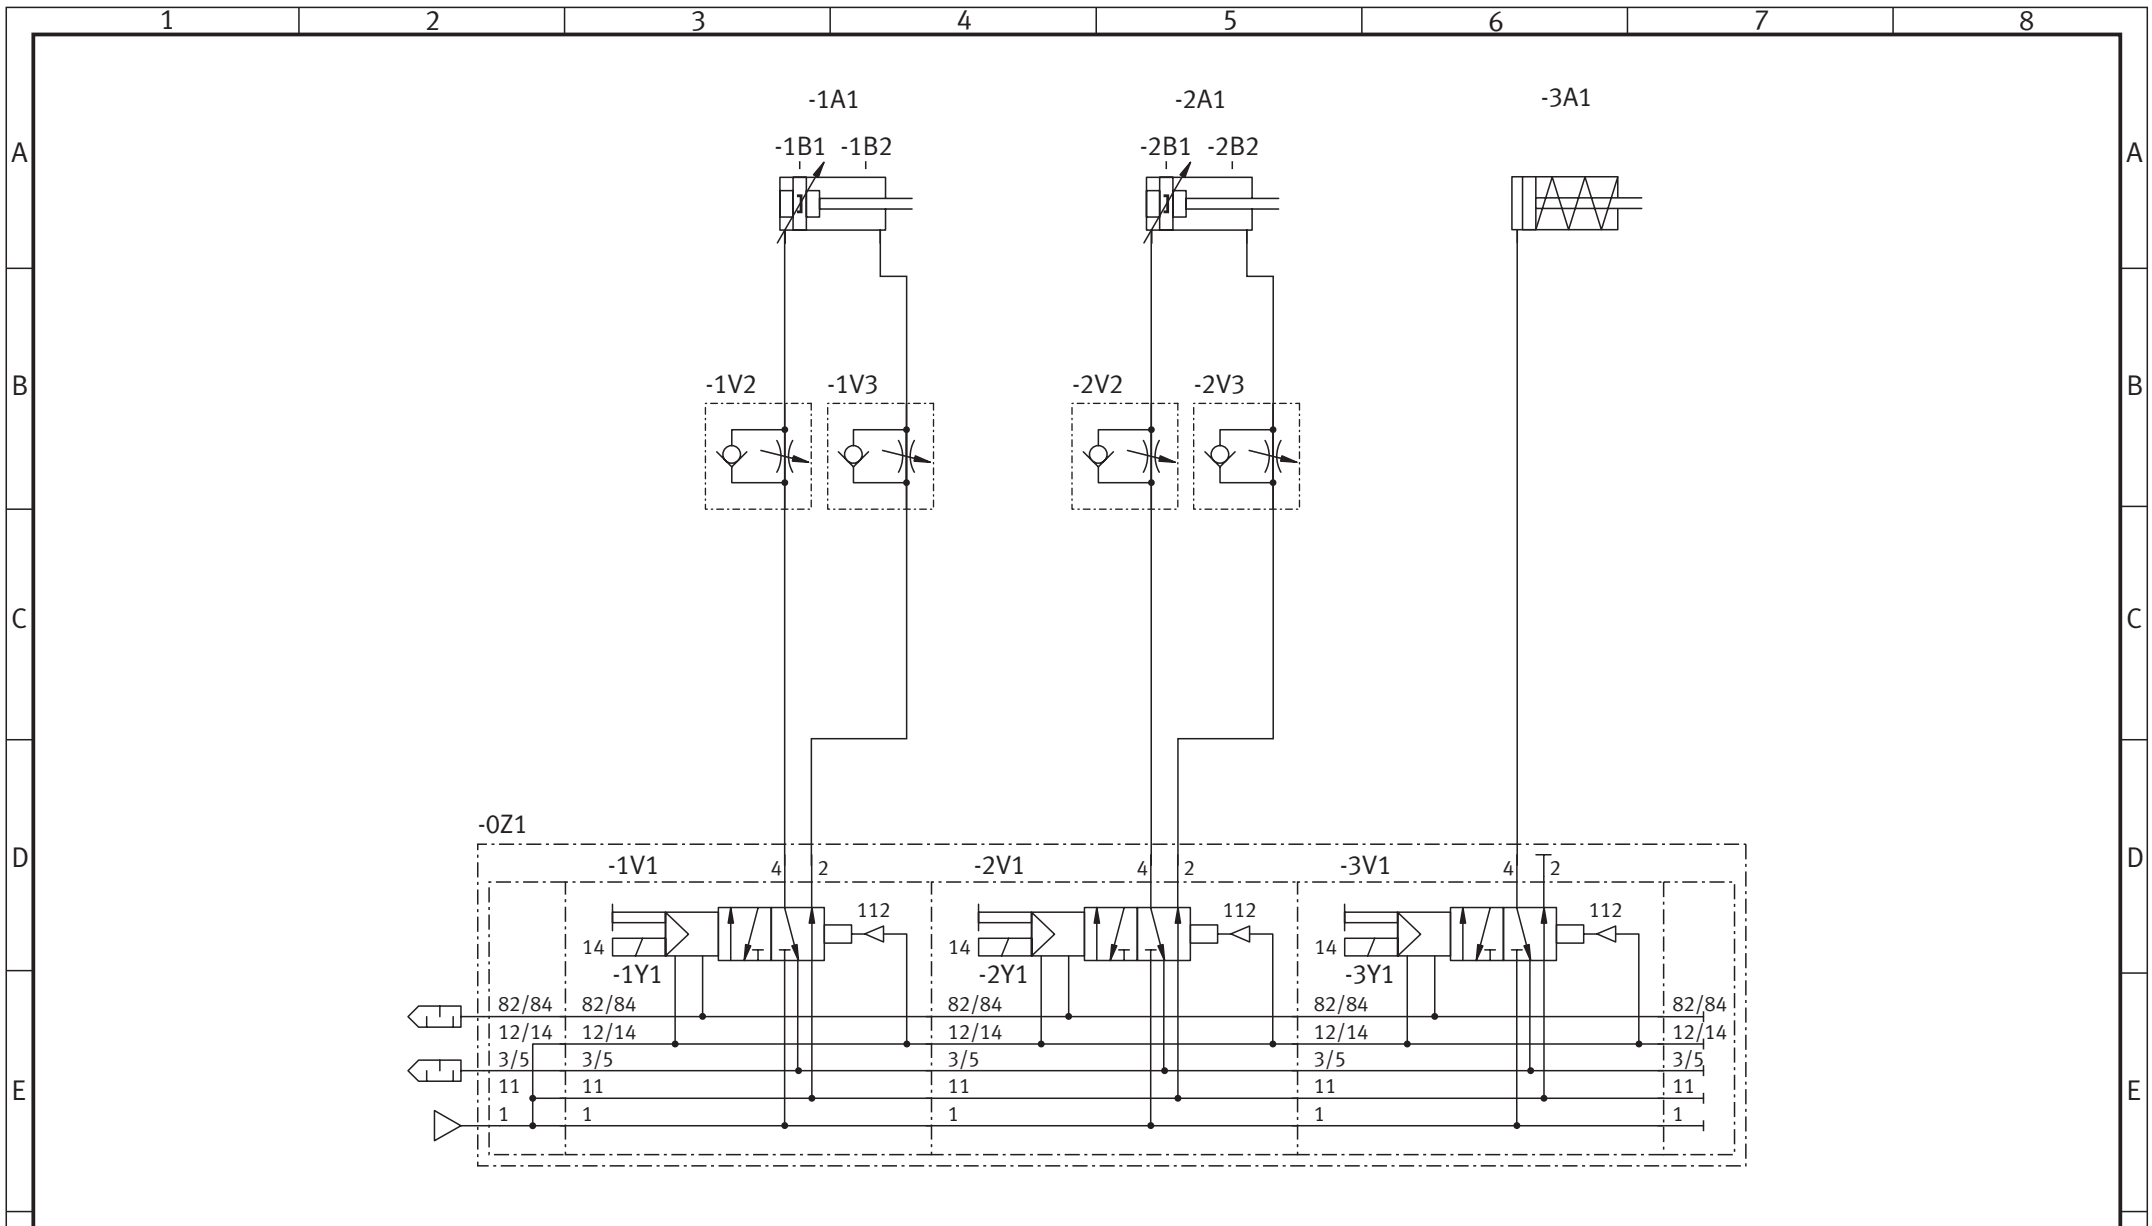 1 2 3 4 5 6 7 8
-1A1 -2A1 -3A1
A -1B1 -1B2 -2B1 -2B2 A
B -1V2 -1V3 -2V2 -2V3 B
C C
-0Z1
D -1V1 4 2 -2V1 4 2 -3V1 4 2 D
112 112 112
14 14 14
-1Y1 -2Y1 -3Y1
82/84 82/84 82/84 82/84 82/84
12/14 12/14 12/14 12/14 12/14
3/5 3/5 3/5 3/5 3/5
E 11 11 11 11 11 E
1 1 1 1 1